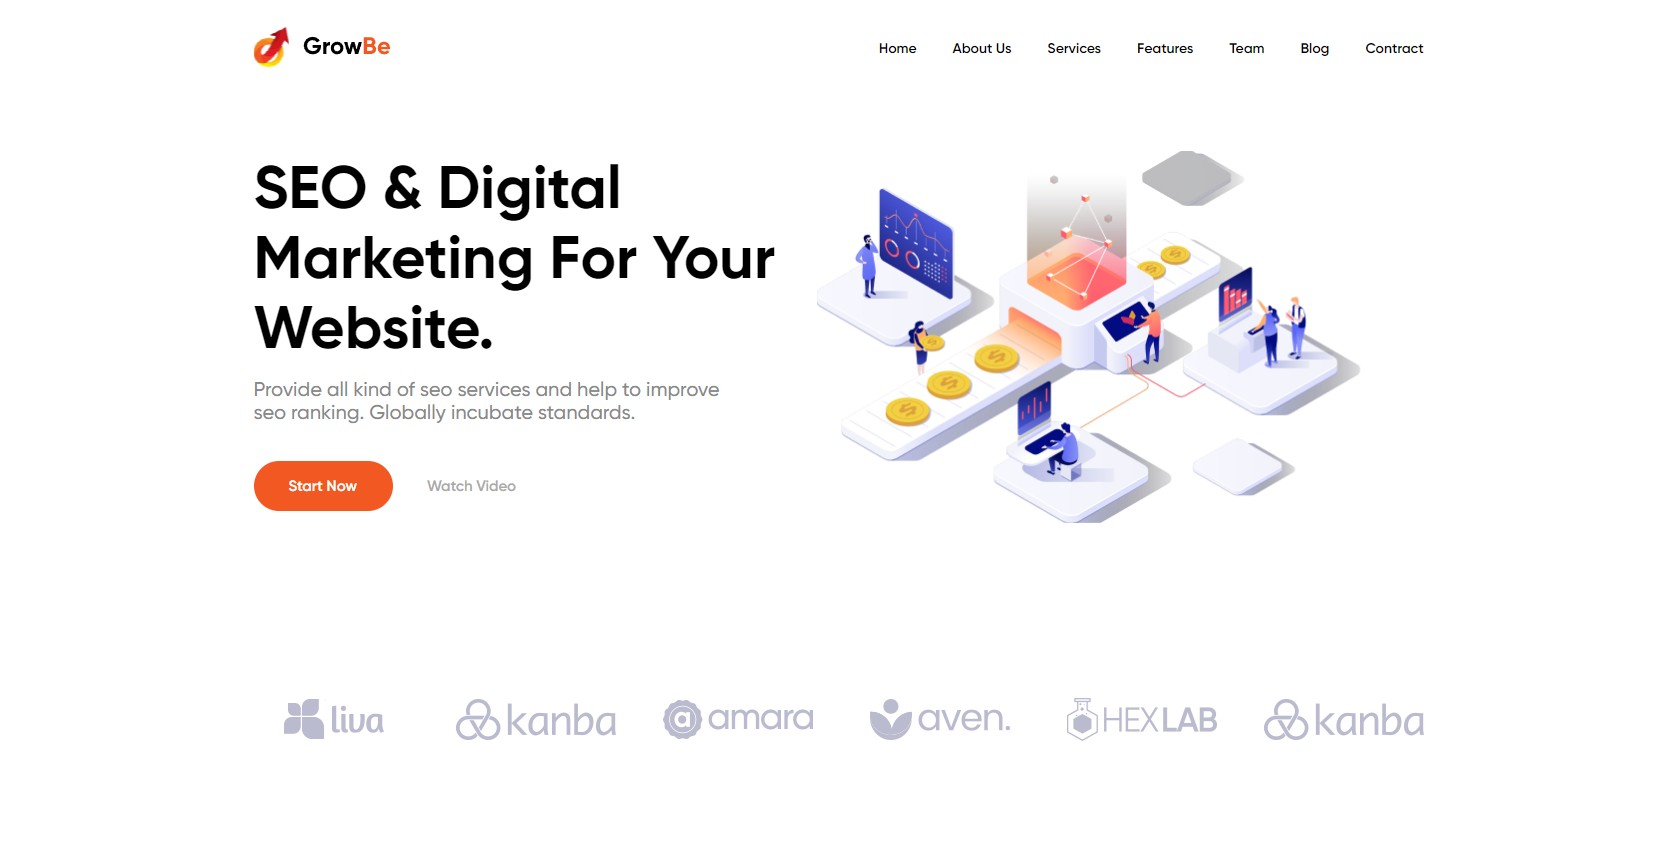 GrowBe
Home About Us Services Features Team Blog Contract
SEO & Digital
Marketing For Your
Website.
Provide all kind of seo services and help to improve
seo ranking. Globally incubate standards.
Start Now Watch Video
liva kanba amara aven. HEXLAB kanba